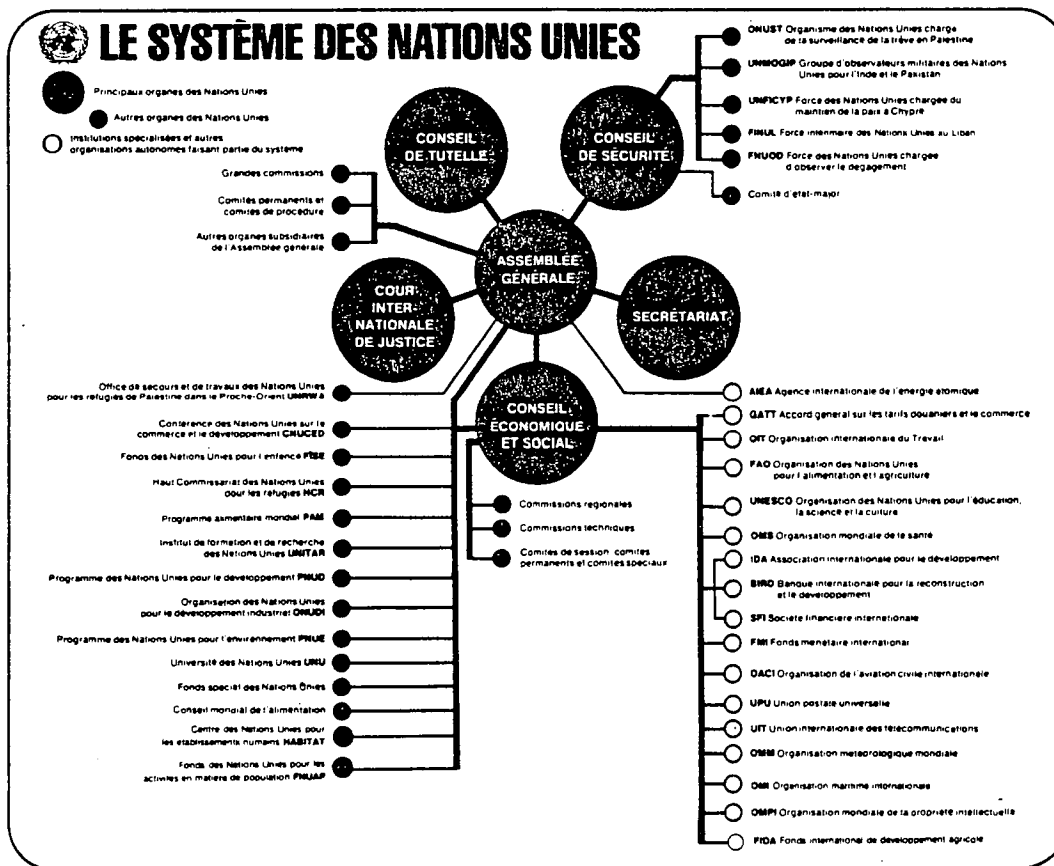 LE SYSTÈME DES NATIONS UNIES
Principaux organes des Nations Unies
Autres organes des Nations Unies
Institutions spécialisées et autres
organisations autonomes faisant partie du système
Grandes commissions
Comités permanents et
comités de procédure
Autres organes subsidiaires
de l'Assemblée générale
CONSEIL
DE TUTELLE
CONSEIL
DE SÉCURITÉ
ONUST Organisme des Nations Unies chargé
de la surveillance de la trêve en Palestine
UNMOGIP Groupe d'observateurs militaires des Nations
Unies pour l'Inde et le Pakistan
UNFICYP Force des Nations Unies chargée du
maintien de la paix à Chypre
FINUL Force intérimaire des Nations Unies au Liban
FNUOD Force des Nations Unies chargée
d'observer le dégagement
Comité d'état-major
ASSEMBLÉE
GÉNÉRALE
COUR
INTER-
NATIONALE
DE JUSTICE
SECRÉTARIAT
CONSEIL
ÉCONOMIQUE
ET SOCIAL
Office de secours et de travaux des Nations Unies
pour les réfugiés de Palestine dans le Proche-Orient UNRWA
Conférence des Nations Unies sur le
commerce et le développement CNUCED
Fonds des Nations Unies pour l'enfance FISE
Haut Commissariat des Nations Unies
pour les réfugiés HCR
Programme alimentaire mondial PAM
Institut de formation et de recherche
des Nations Unies UNITAR
Programme des Nations Unies pour le développement PNUD
Organisation des Nations Unies
pour le développement industriel ONUDI
Programme des Nations Unies pour l'environnement PNUE
Université des Nations Unies UNU
Fonds spécial des Nations Unies
Conseil mondial de l'alimentation
Centre des Nations Unies pour
les établissements humains HABITAT
Fonds des Nations Unies pour les
activités en matière de population FNUAP
Commissions régionales
Commissions techniques
Comités de session, comités
permanents et comités spéciaux
AIEA Agence internationale de l'énergie atomique
GATT Accord général sur les tarifs douaniers et le commerce
OIT Organisation internationale du Travail
FAO Organisation des Nations Unies
pour l'alimentation et l'agriculture
UNESCO Organisation des Nations Unies pour l'éducation,
la science et la culture
OMS Organisation mondiale de la santé
IDA Association internationale pour le développement
BIRD Banque internationale pour la reconstruction
et le développement
SFI Société financière internationale
FMI Fonds monétaire international
OACI Organisation de l'aviation civile internationale
UPU Union postale universelle
UIT Union internationale des télécommunications
OMM Organisation météorologique mondiale
OMI Organisation maritime internationale
OMPI Organisation mondiale de la propriété intellectuelle
FIDA Fonds international de développement agricole